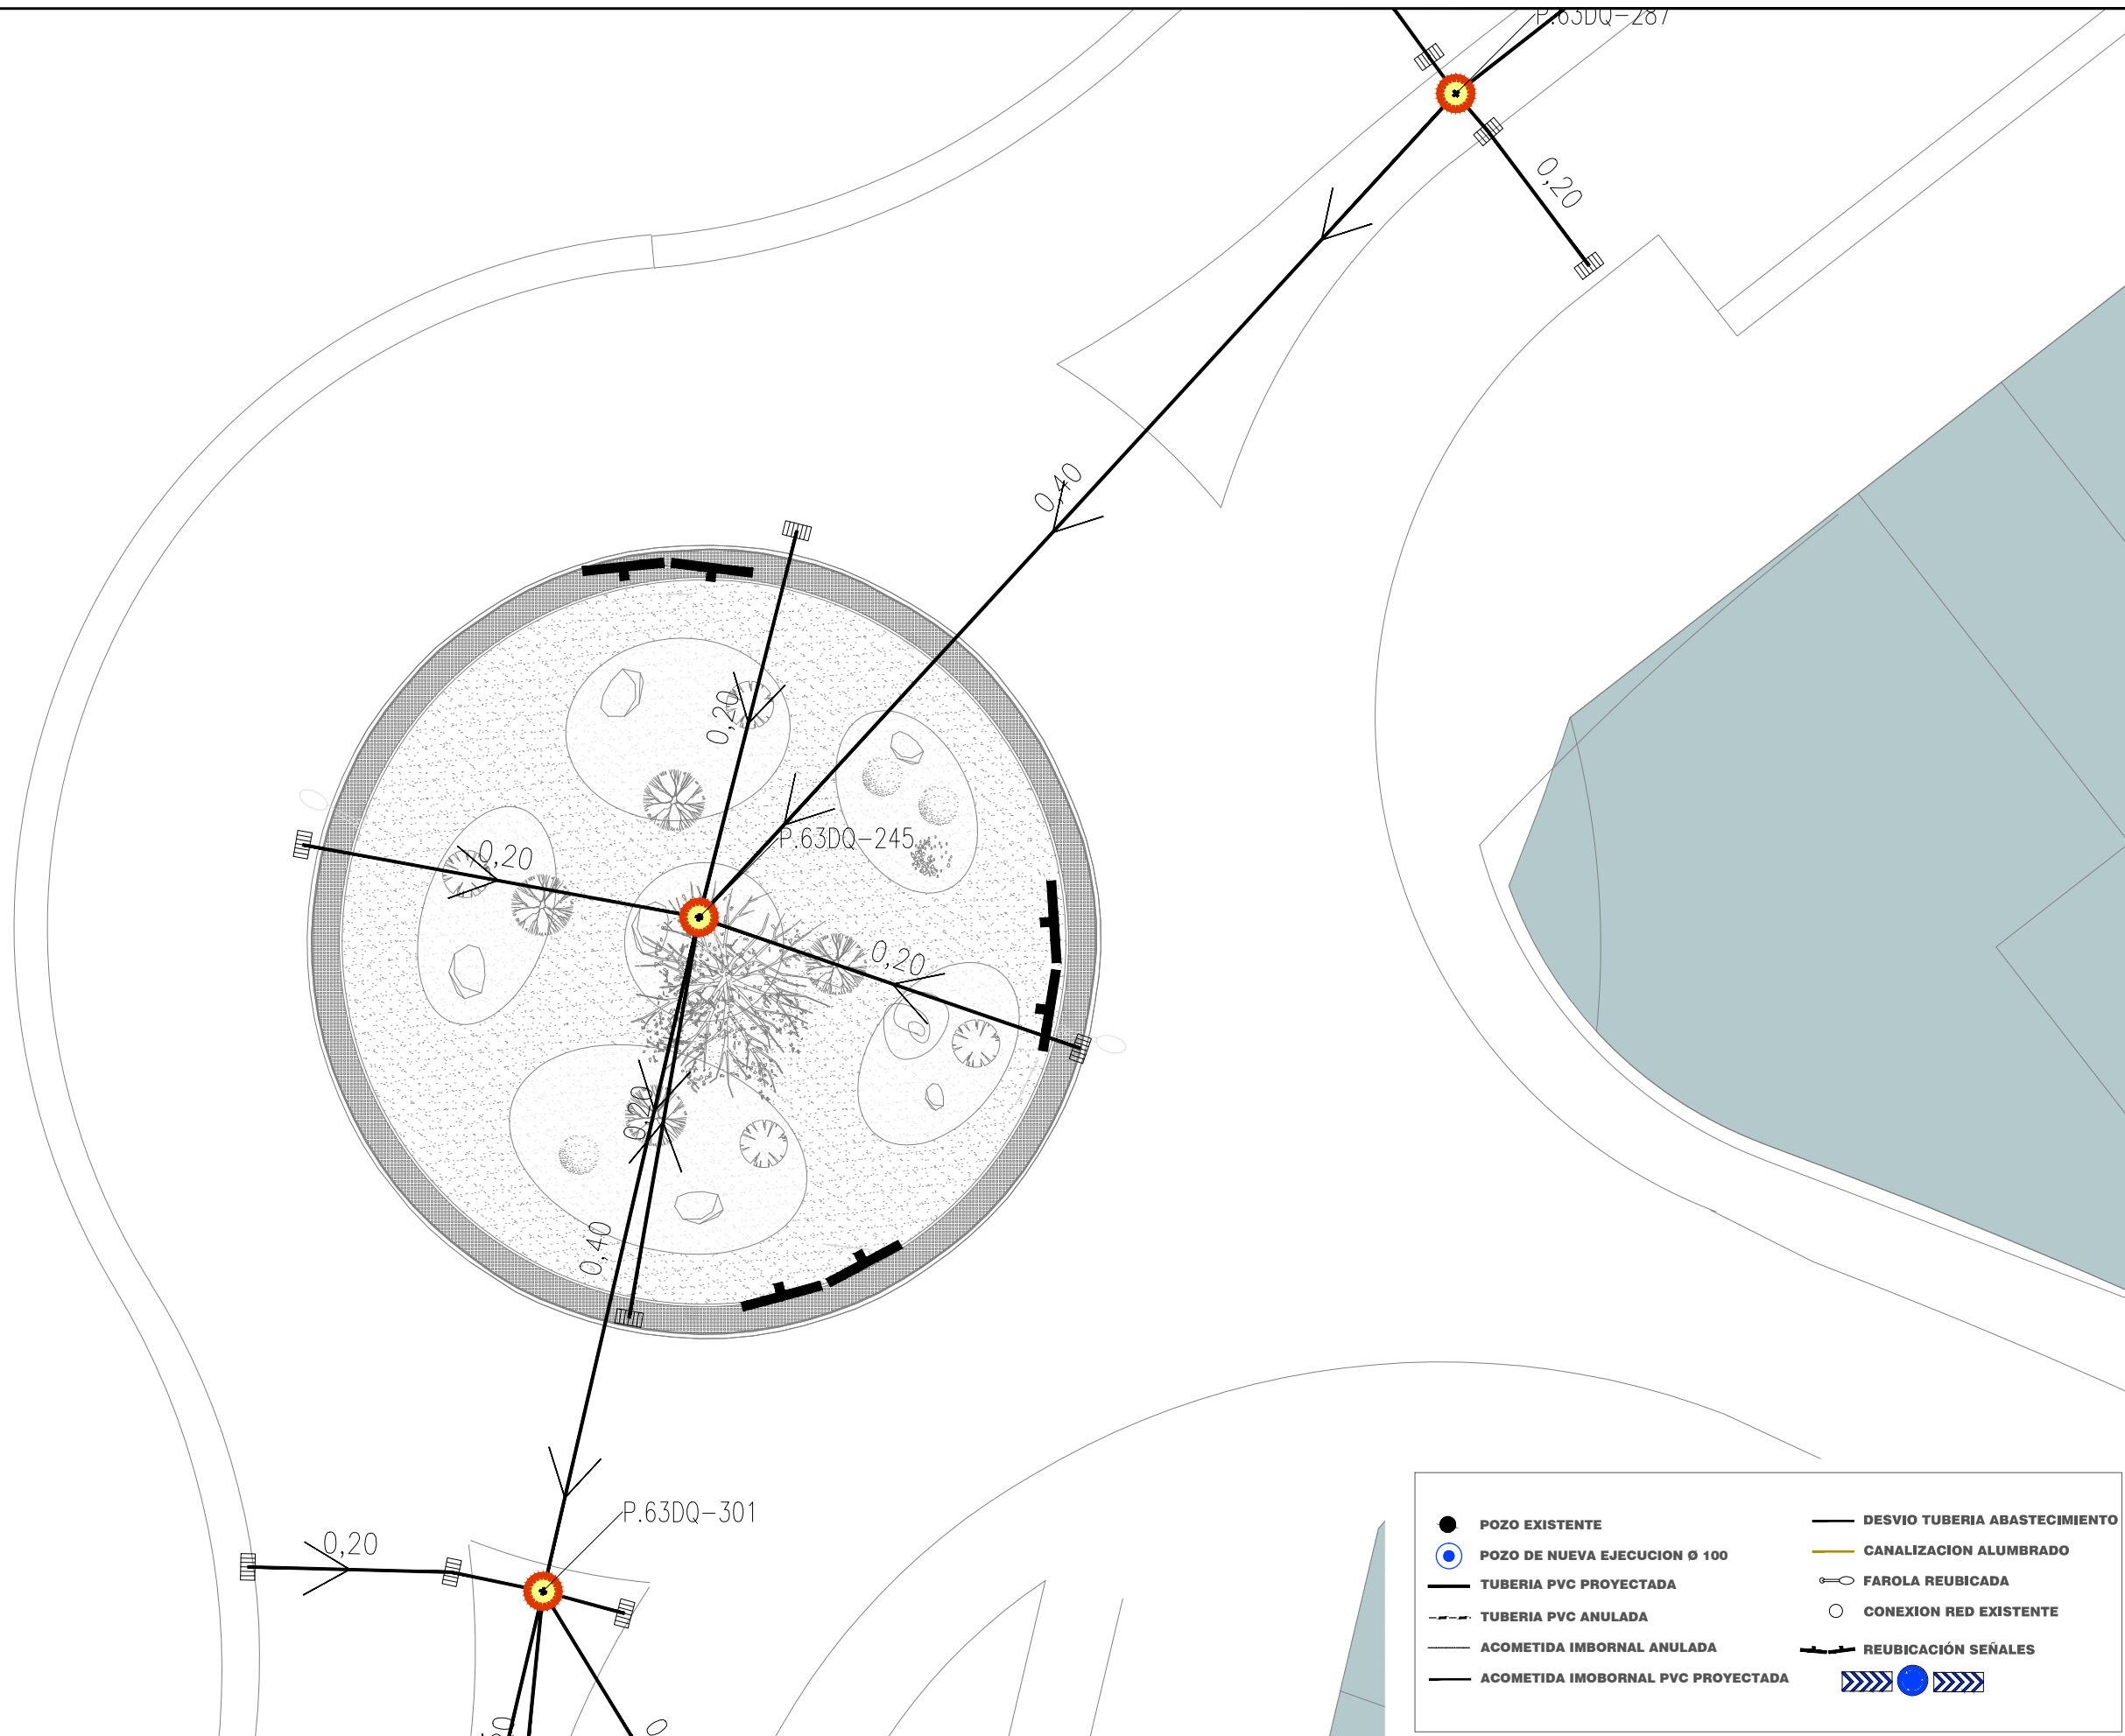 P.63DQ-287
0,20
0,40
0,20
P.63DQ-245
0,20
0,20
0,20
0,40
P.63DQ-301
0,20
POZO EXISTENTE
POZO DE NUEVA EJECUCION Ø 100
TUBERIA PVC PROYECTADA
TUBERIA PVC ANULADA
ACOMETIDA IMBORNAL ANULADA
ACOMETIDA IMOBORNAL PVC PROYECTADA
DESVIO TUBERIA ABASTECIMIENTO
CANALIZACION ALUMBRADO
FAROLA REUBICADA
CONEXION RED EXISTENTE
REUBICACIÓN SEÑALES